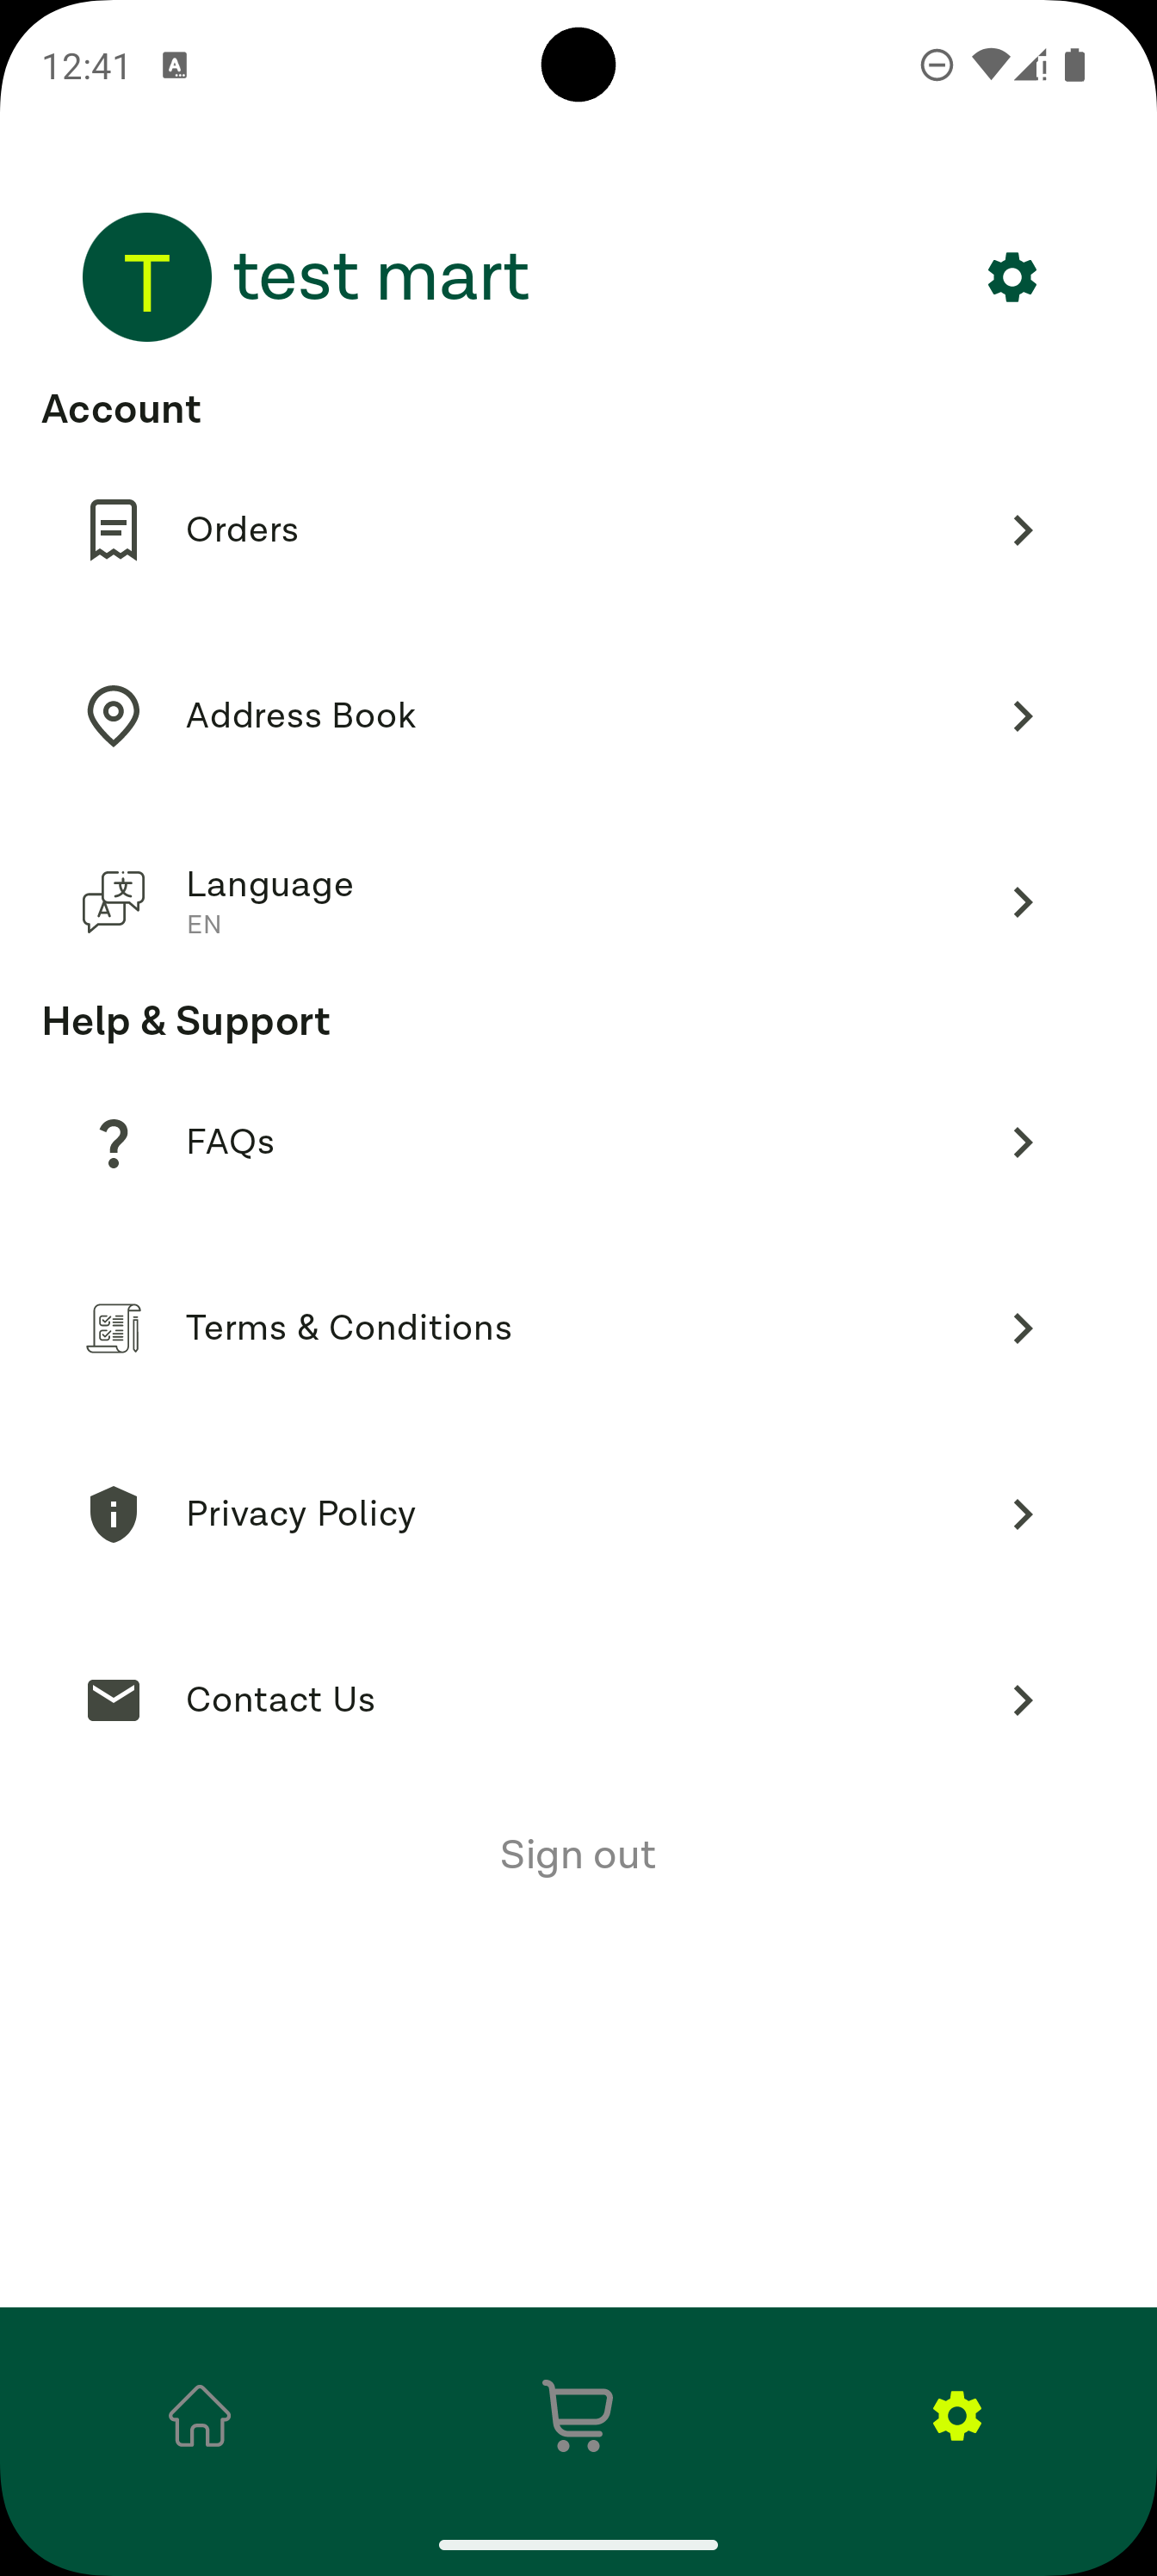 12:41
T
test mart
Account
Orders
Address Book
Language
EN
Help & Support
FAQs
Terms & Conditions
Privacy Policy
Contact Us
Sign out